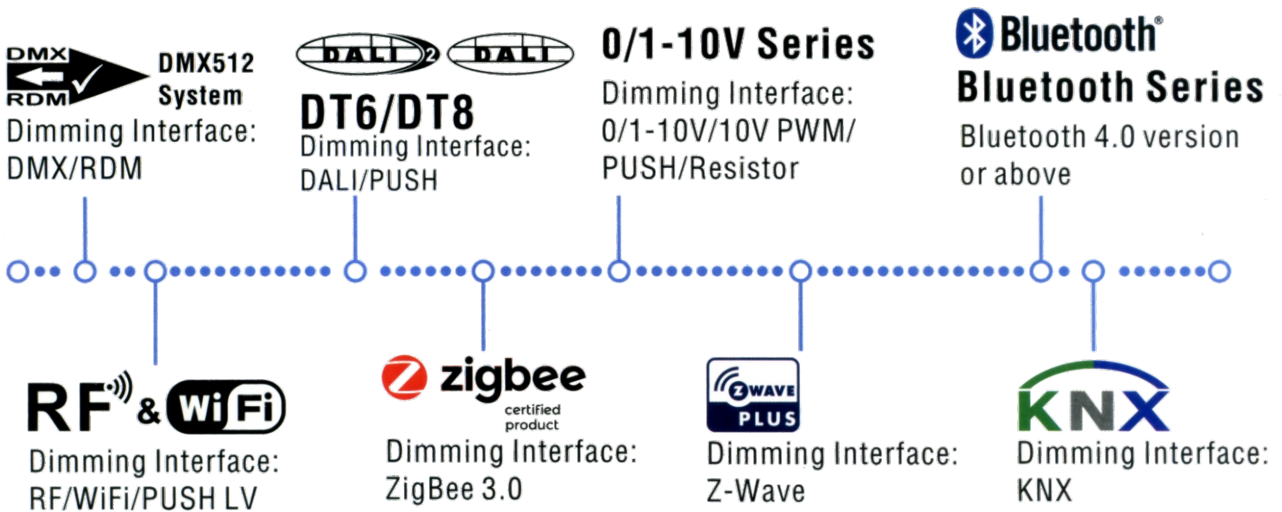 DMX
RDM
DMX512
System
Dimming Interface:
DMX/RDM
DALI 2
DALI
DT6/DT8
Dimming Interface:
DALI/PUSH
0/1-10V Series
Dimming Interface:
0/1-10V/10V PWM/
PUSH/Resistor
Bluetooth®
Bluetooth Series
Bluetooth 4.0 version
or above
RF & WiFi
Dimming Interface:
RF/WiFi/PUSH LV
zigbee
certified
product
Dimming Interface:
ZigBee 3.0
Z WAVE
PLUS
Dimming Interface:
Z-Wave
KNX
Dimming Interface:
KNX